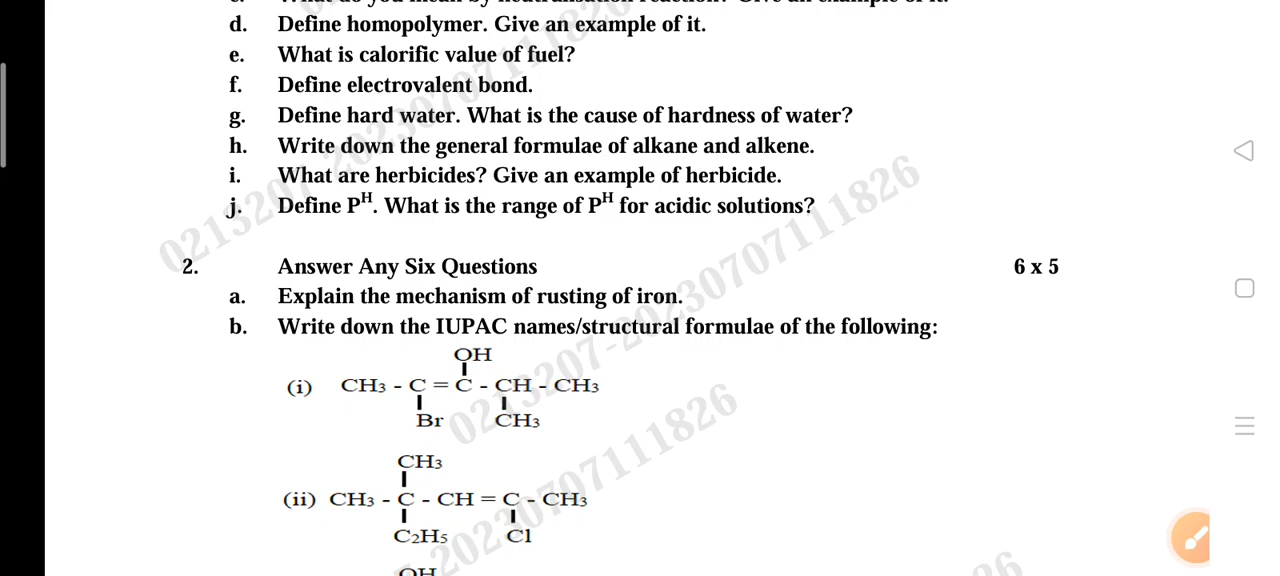 d. Define homopolymer. Give an example of it.
e. What is calorific value of fuel?
f. Define electrovalent bond.
g. Define hard water. What is the cause of hardness of water?
h. Write down the general formulae of alkane and alkene.
i. What are herbicides? Give an example of herbicide.
j. Define P^H. What is the range of P^H for acidic solutions?
2. Answer Any Six Questions 6 x 5
a. Explain the mechanism of rusting of iron.
b. Write down the IUPAC names/structural formulae of the following:
OH
(i) CH3 - C = C - CH - CH3
Br CH3
CH3
(ii) CH3 - C - CH = C - CH3
C2H5 Cl
OH